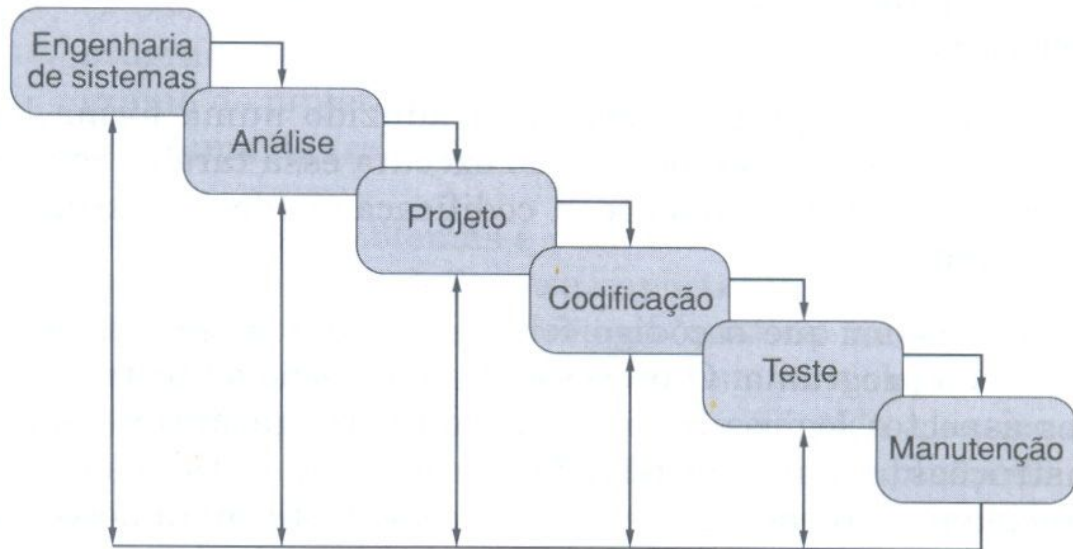 Engenharia
de sistemas
Análise
Projeto
Codificação
Teste
Manutenção